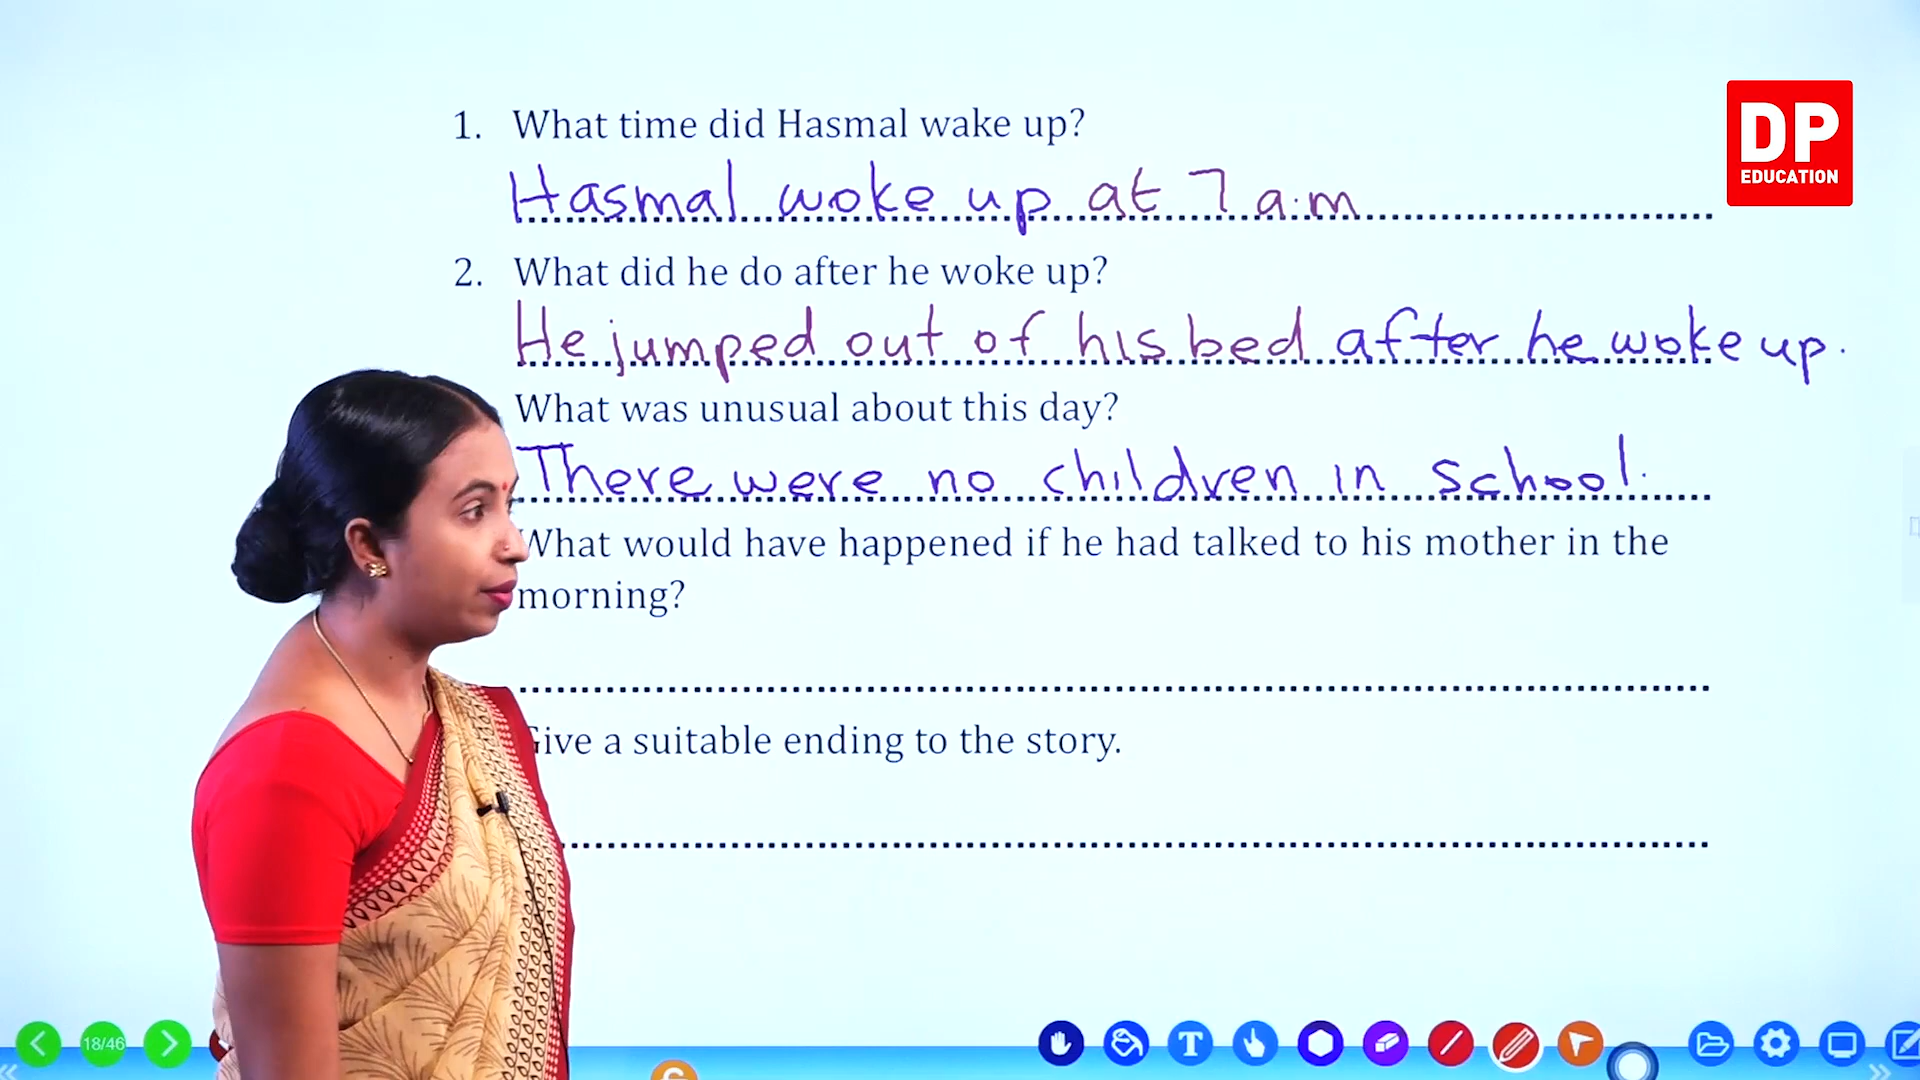 DP
EDUCATION
1. What time did Hasmal wake up?
Hasmal woke up at 7 a.m
2. What did he do after he woke up?
He jumped out of his bed after he woke up.
What was unusual about this day?
There were no children in school.
What would have happened if he had talked to his mother in the
morning?
Give a suitable ending to the story.
18/46
T